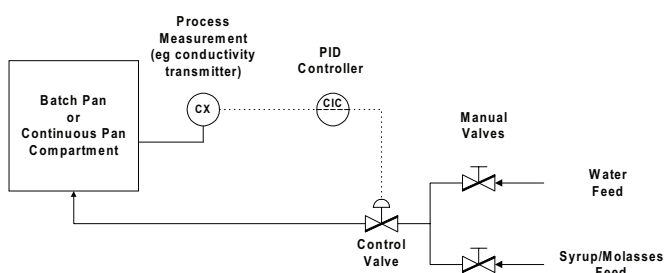 Process
Measurement
(eg conductivity
transmitter)
PID
Controller
Batch Pan
or
Continuous Pan
Compartment
CX
CIC
Manual
Valves
Water
Feed
Control
Valve
Syrup/Molasses
Feed